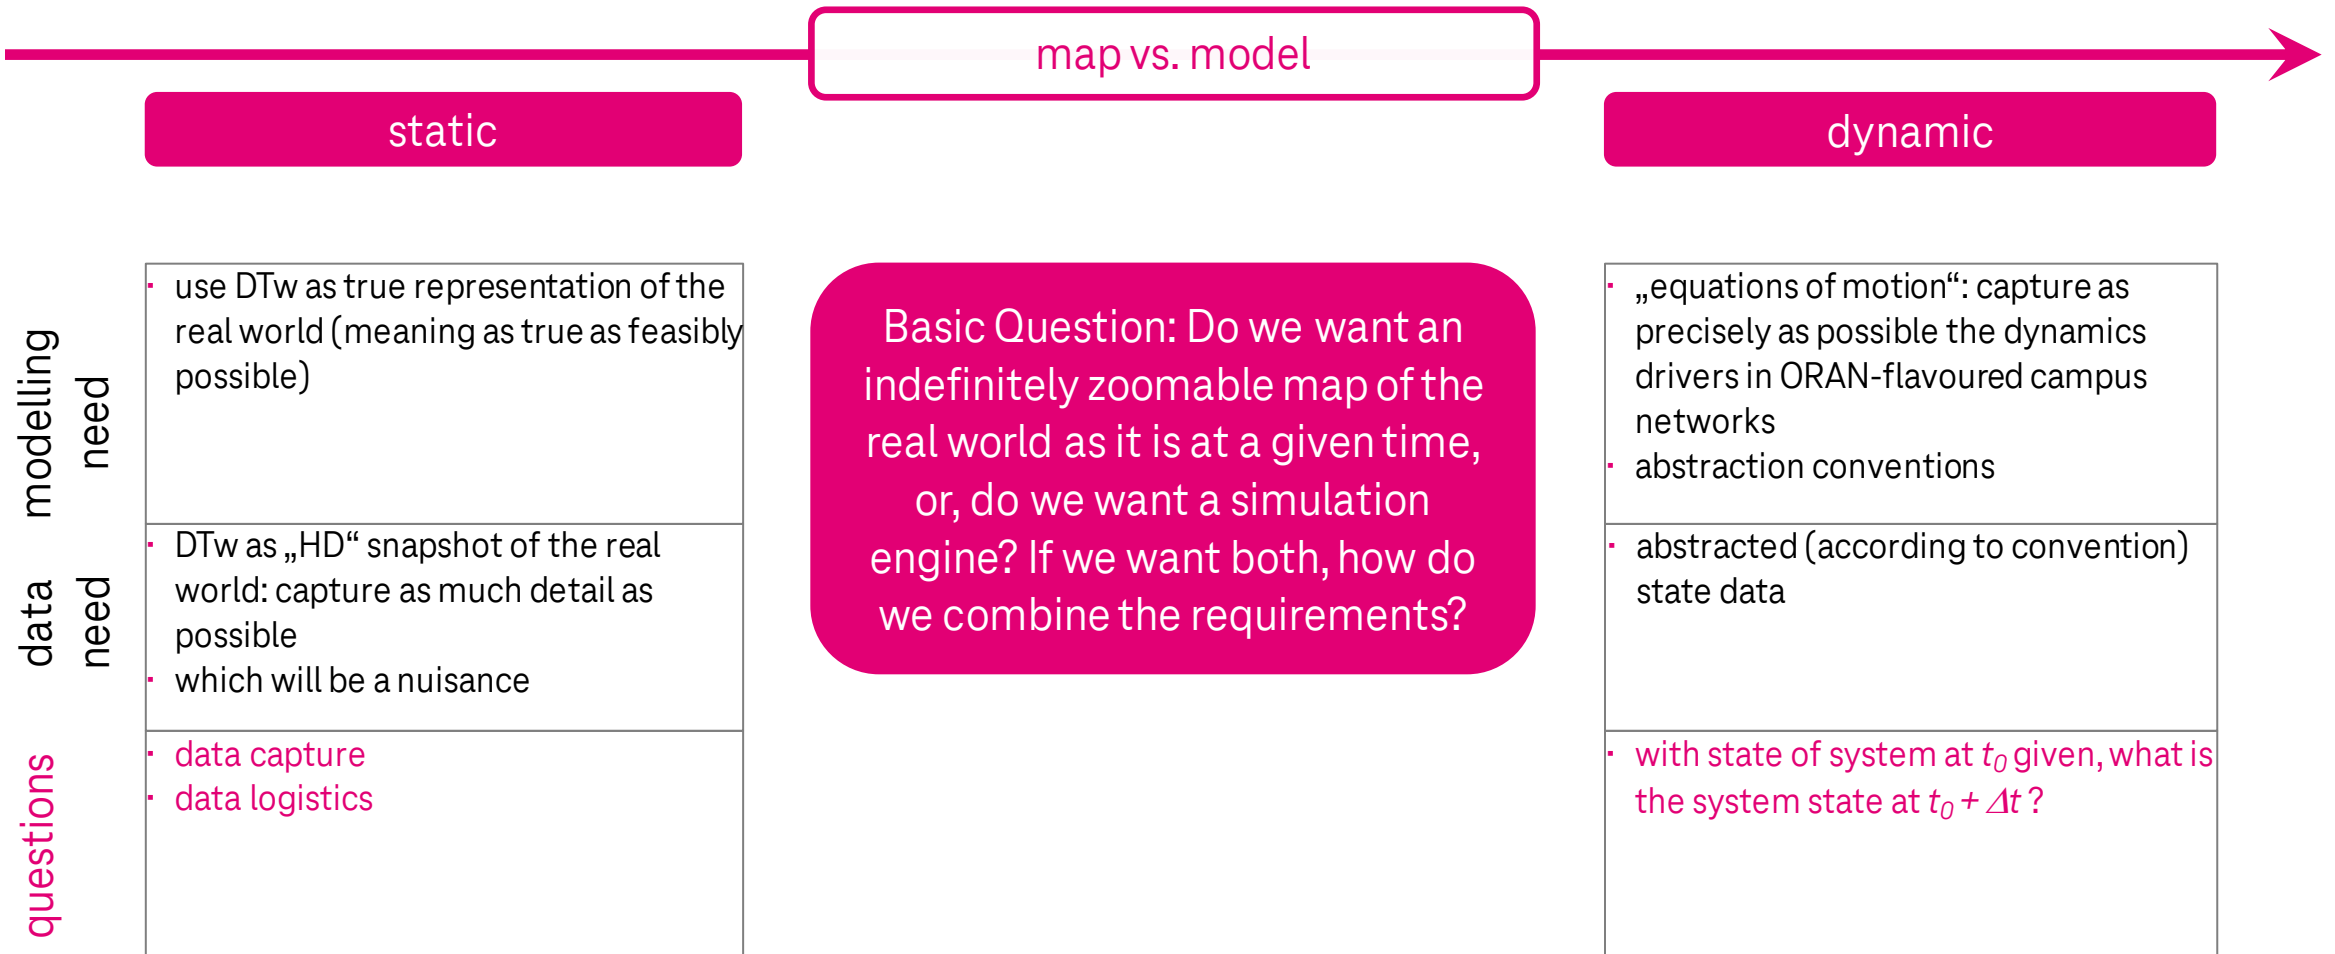 map vs. model
static
dynamic
modelling
need
· use DTw as true representation of the
real world (meaning as true as feasibly
possible)
Basic Question: Do we want an
indefinitely zoomable map of the
real world as it is at a given time,
or, do we want a simulation
engine? If we want both, how do
we combine the requirements?
· „equations of motion“: capture as
precisely as possible the dynamics
drivers in ORAN-flavoured campus
networks
· abstraction conventions
data
need
· DTw as „HD“ snapshot of the real
world: capture as much detail as
possible
· which will be a nuisance
· abstracted (according to convention)
state data
questions
· data capture
· data logistics
· with state of system at t0 given, what is
the system state at t0 + Δt ?